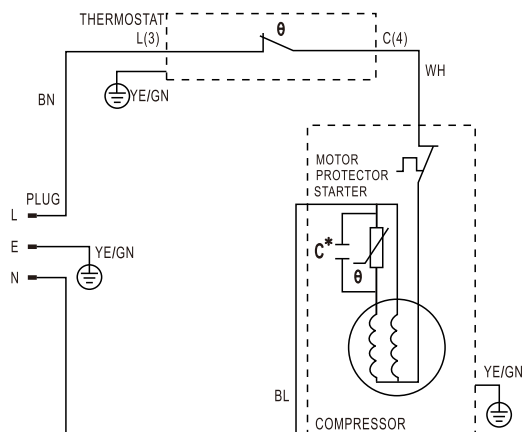 THERMOSTAT
L(3)
θ
C(4)
WH
BN
YE/GN
MOTOR
PROTECTOR
STARTER
PLUG
L
E
YE/GN
N
C*
θ
YE/GN
BL
COMPRESSOR